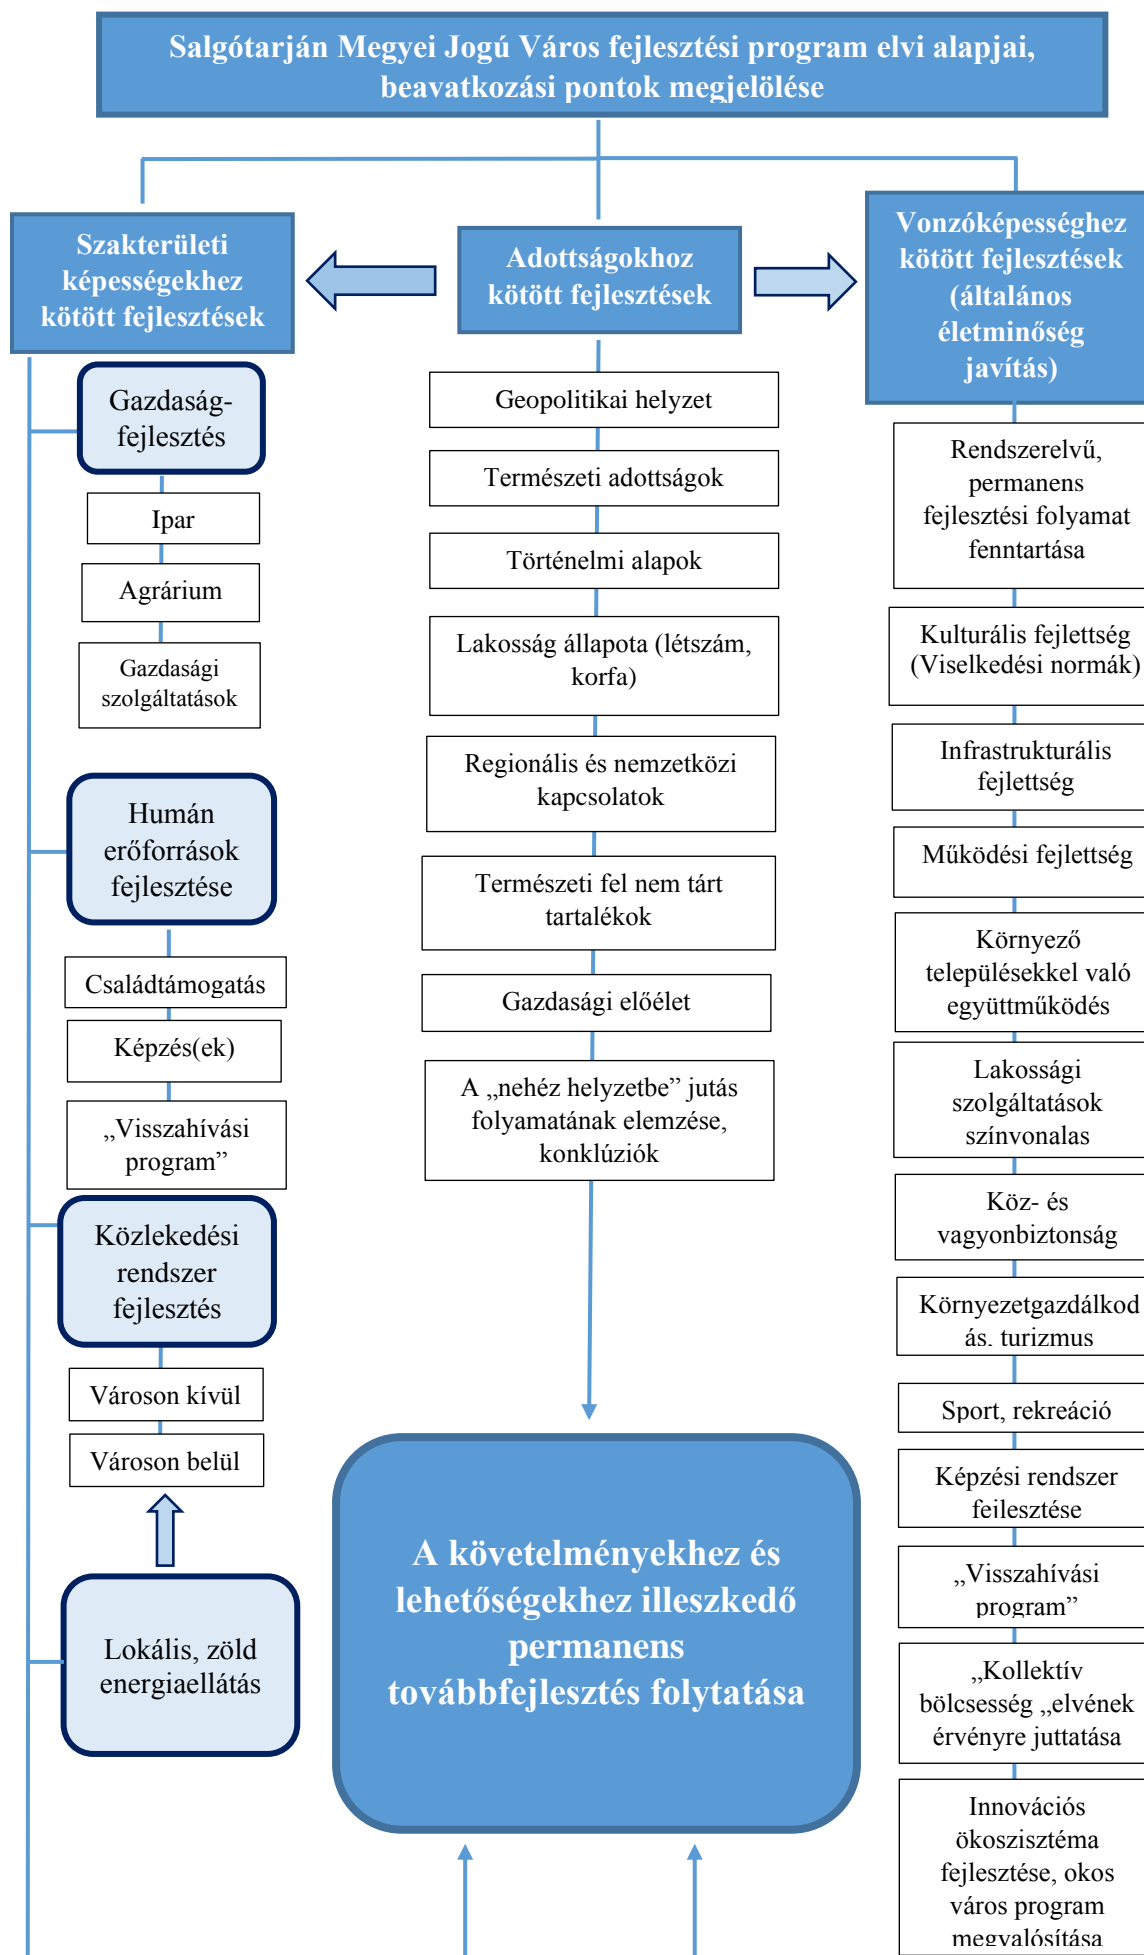 Salgótarján Megyei Jogú Város fejlesztési program elvi alapjai,
beavatkozási pontok megjelölése
Szakterületi
képességekhez
kötött fejlesztések
Adottságokhoz
kötött fejlesztések
Vonzóképességhez
kötött fejlesztések
(általános
életminőség
javítás)
Gazdaság-
fejlesztés
Ipar
Agrárium
Gazdasági
szolgáltatások
Humán
erőforrások
fejlesztése
Családtámogatás
Képzés(ek)
„Visszahívási
program”
Közlekedési
rendszer
fejlesztés
Városon kívül
Városon belül
Lokális, zöld
energiaellátás
Geopolitikai helyzet
Természeti adottságok
Történelmi alapok
Lakosság állapota (létszám,
korfa)
Regionális és nemzetközi
kapcsolatok
Természeti fel nem tárt
tartalékok
Gazdasági előélet
A „nehéz helyzetbe” jutás
folyamatának elemzése,
konklúziók
A követelményekhez és
lehetőségekhez illeszkedő
permanens
továbbfejlesztés folytatása
Rendszerelvű,
permanens
fejlesztési folyamat
fenntartása
Kulturális fejlettség
(Viselkedési normák)
Infrastrukturális
fejlettség
Működési fejlettség
Környező
településekkel való
együttműködés
Lakossági
szolgáltatások
színvonalas
Köz- és
vagyonbiztonság
Környezetgazdálkod
ás, turizmus
Sport, rekreáció
Képzési rendszer
fejlesztése
„Visszahívási
program”
„Kollektív
bölcsesség „elvének
érvényre juttatása
Innovációs
ökoszisztéma
fejlesztése, okos
város program
megvalósítása